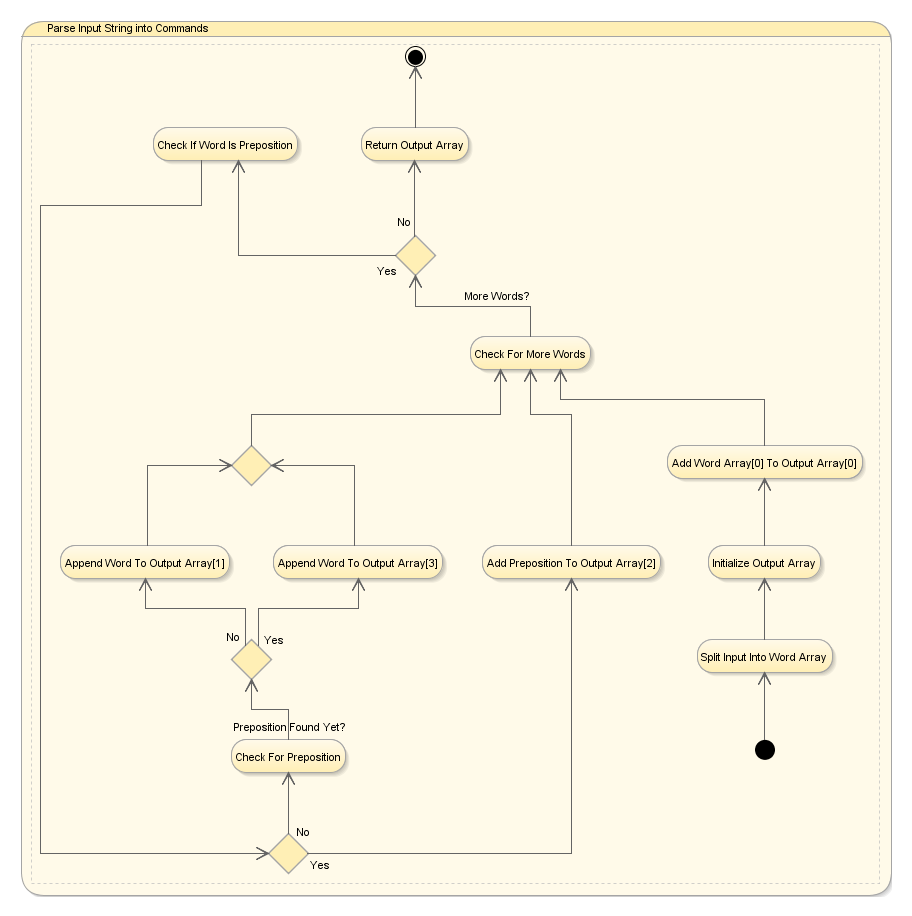 Parse Input String into Commands
Check If Word Is Preposition
Return Output Array
No
Yes
More Words?
Check For More Words
Add Word Array[0] To Output Array[0]
Append Word To Output Array[1]
Append Word To Output Array[3]
Add Preposition To Output Array[2]
Initialize Output Array
No
Yes
Split Input Into Word Array
Preposition Found Yet?
Check For Preposition
No
Yes